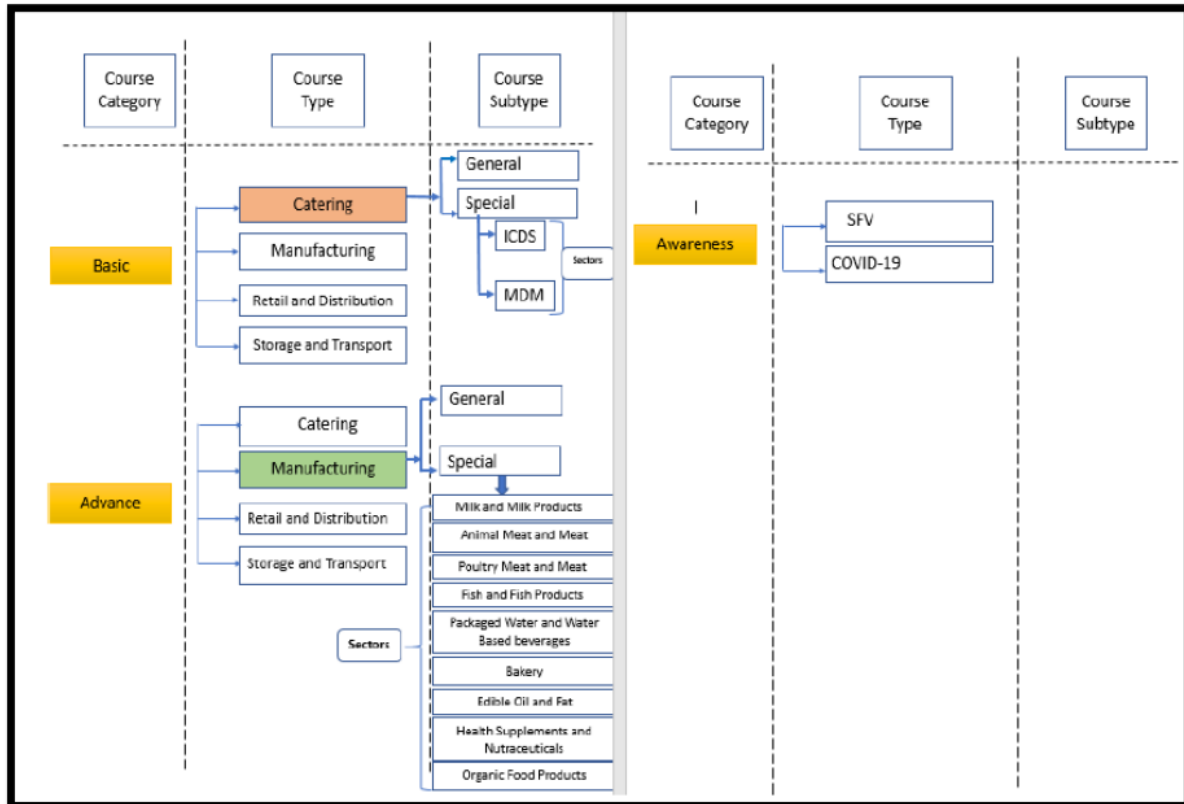 Course
Category
Course
Type
Course
Subtype
Basic
Catering
Manufacturing
Retail and Distribution
Storage and Transport
General
Special
ICDS
MDM
Sectors
Advance
Catering
Manufacturing
Retail and Distribution
Storage and Transport
General
Special
Sectors
Milk and Milk Products
Animal Meat and Meat
Poultry Meat and Meat
Fish and Fish Products
Packaged Water and Water
Based beverages
Bakery
Edible Oil and Fat
Health Supplements and
Nutraceuticals
Organic Food Products
Course
Category
Course
Type
Course
Subtype
Awareness
SFV
COVID-19